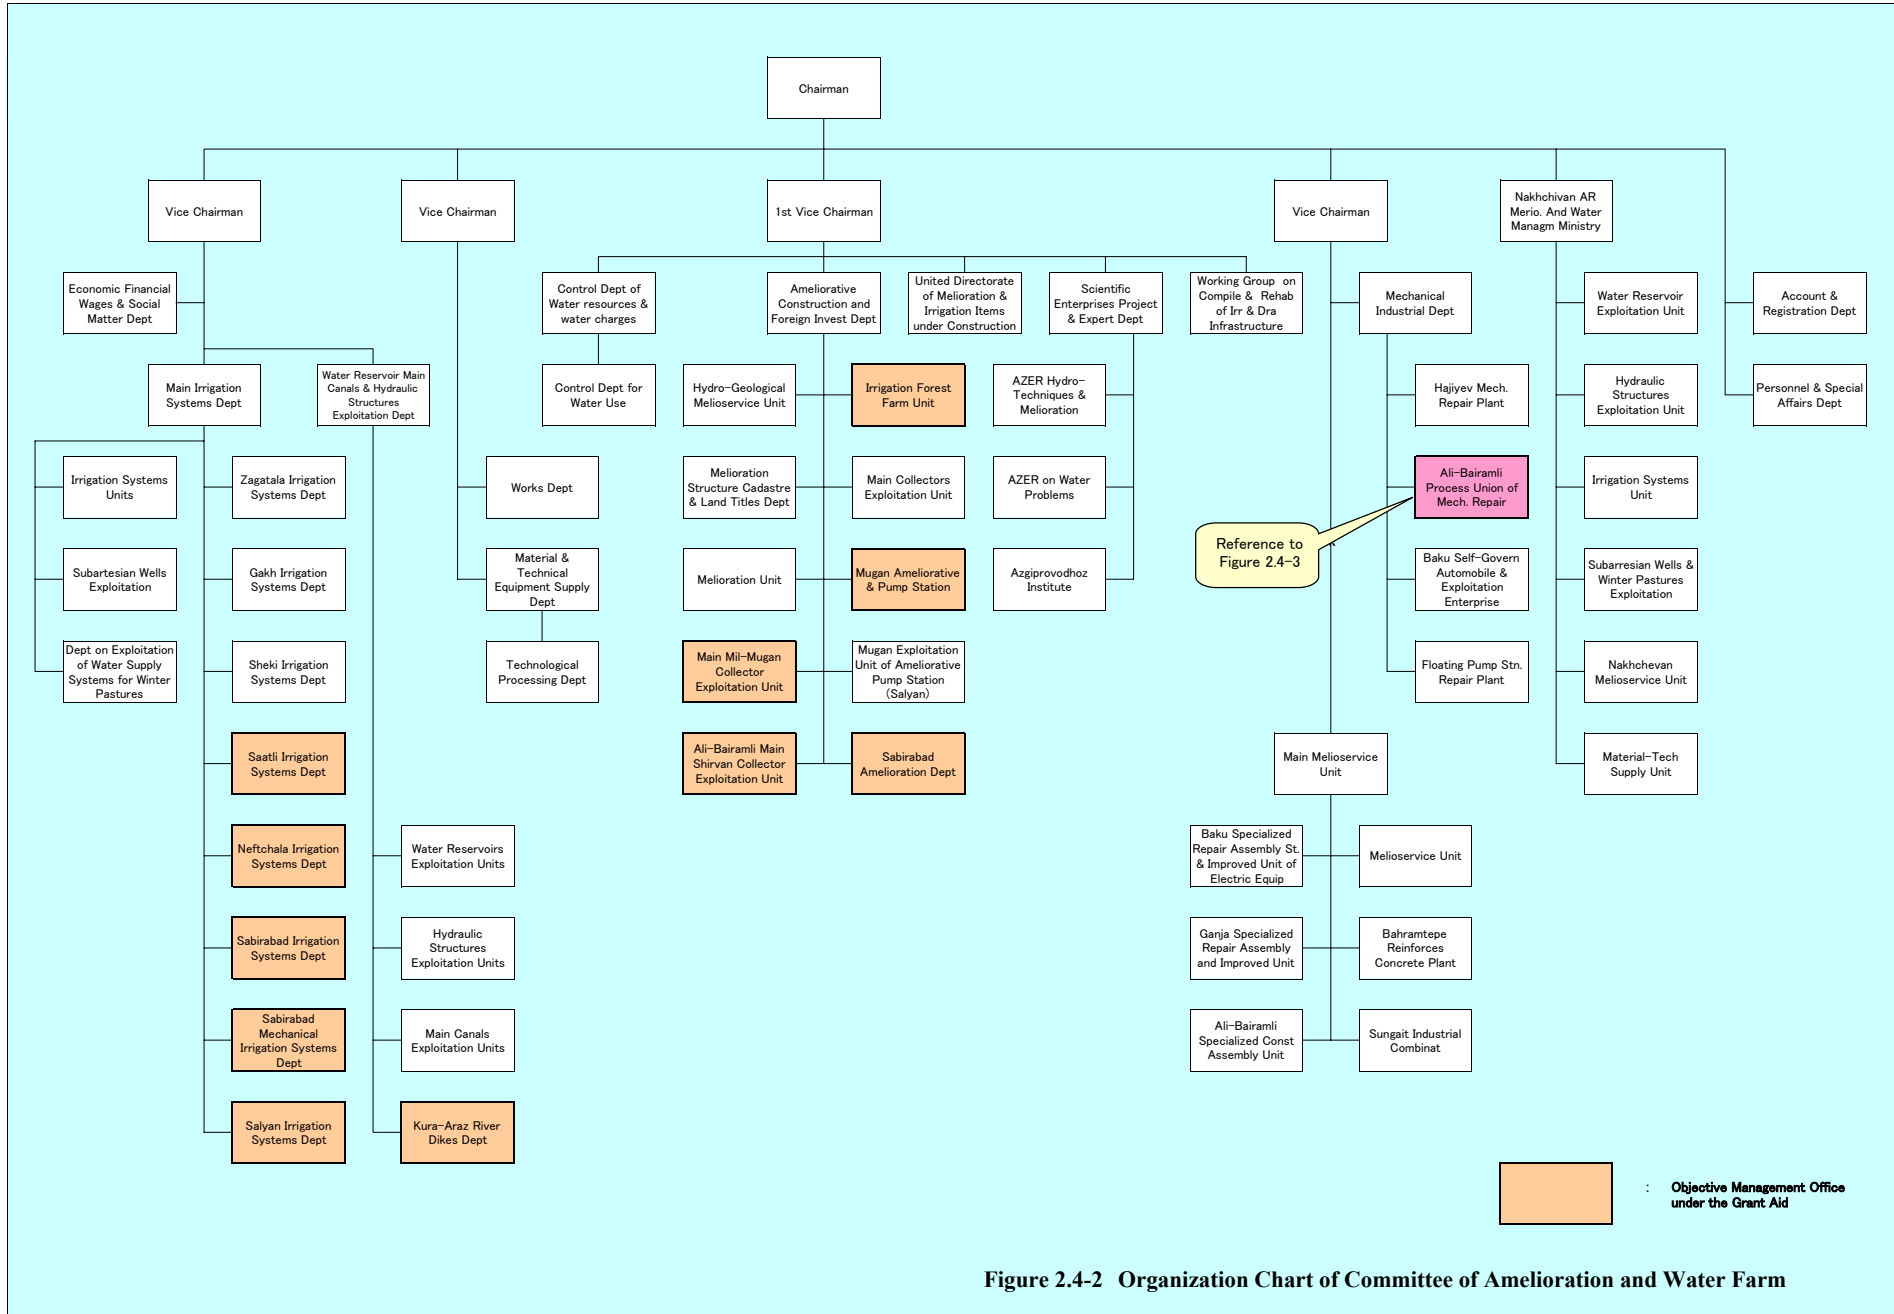 Chairman
Vice Chairman
Vice Chairman
1st Vice Chairman
Vice Chairman
Nakhchivan AR
Merio. And Water
Managm Ministry
Economic Financial
Wages & Social
Matter Dept
Control Dept of
Water resources &
water charges
Ameliorative
Construction and
Foreign Invest Dept
United Directorate
of Melioration &
Irrigation Items
under Construction
Scientific
Enterprises Project
& Expert Dept
Working Group on
Compile & Rehab
of Irr & Dra
Infrastructure
Mechanical
Industrial Dept
Water Reservoir
Exploitation Unit
Account &
Registration Dept
Main Irrigation
Systems Dept
Water Reservoir Main
Canals & Hydraulic
Structures
Exploitation Dept
Control Dept for
Water Use
Hydro-Geological
Melioservice Unit
Irrigation Forest
Farm Unit
AZER Hydro-
Techniques &
Melioration
Hajiyev Mech.
Repair Plant
Hydraulic
Structures
Exploitation Unit
Personnel & Special
Affairs Dept
Irrigation Systems
Units
Zagatala Irrigation
Systems Dept
Works Dept
Melioration
Structure Cadastre
& Land Titles Dept
Main Collectors
Exploitation Unit
AZER on Water
Problems
Ali-Bairamli
Process Union of
Mech. Repair
Irrigation Systems
Unit
Reference to
Figure 2.4-3
Subartesian Wells
Exploitation
Gakh Irrigation
Systems Dept
Material &
Technical
Equipment Supply
Dept
Melioration Unit
Mugan Ameliorative
& Pump Station
Azgiprovodhoz
Institute
Baku Self-Govern
Automobile &
Exploitation
Enterprise
Subarresian Wells &
Winter Pastures
Exploitation
Dept on Exploitation
of Water Supply
Systems for Winter
Pastures
Sheki Irrigation
Systems Dept
Technological
Processing Dept
Main Mil-Mugan
Collector
Exploitation Unit
Mugan Exploitation
Unit of Ameliorative
Pump Station
(Salyan)
Floating Pump Stn.
Repair Plant
Nakhchevan
Melioservice Unit
Saatli Irrigation
Systems Dept
Ali-Bairamli Main
Shirvan Collector
Exploitation Unit
Sabirabad
Amelioration Dept
Main Melioservice
Unit
Material-Tech
Supply Unit
Neftchala Irrigation
Systems Dept
Water Reservoirs
Exploitation Units
Baku Specialized
Repair Assembly St.
& Improved Unit of
Electric Equip
Melioservice Unit
Sabirabad Irrigation
Systems Dept
Hydraulic
Structures
Exploitation Units
Ganja Specialized
Repair Assembly
and Improved Unit
Bahramtepe
Reinforces
Concrete Plant
Sabirabad
Mechanical
Irrigation Systems
Dept
Main Canals
Exploitation Units
Ali-Bairamli
Specialized Const
Assembly Unit
Sungait Industrial
Combinat
Salyan Irrigation
Systems Dept
Kura-Araz River
Dikes Dept
: Objective Management Office
under the Grant Aid
Figure 2.4-2 Organization Chart of Committee of Amelioration and Water Farm